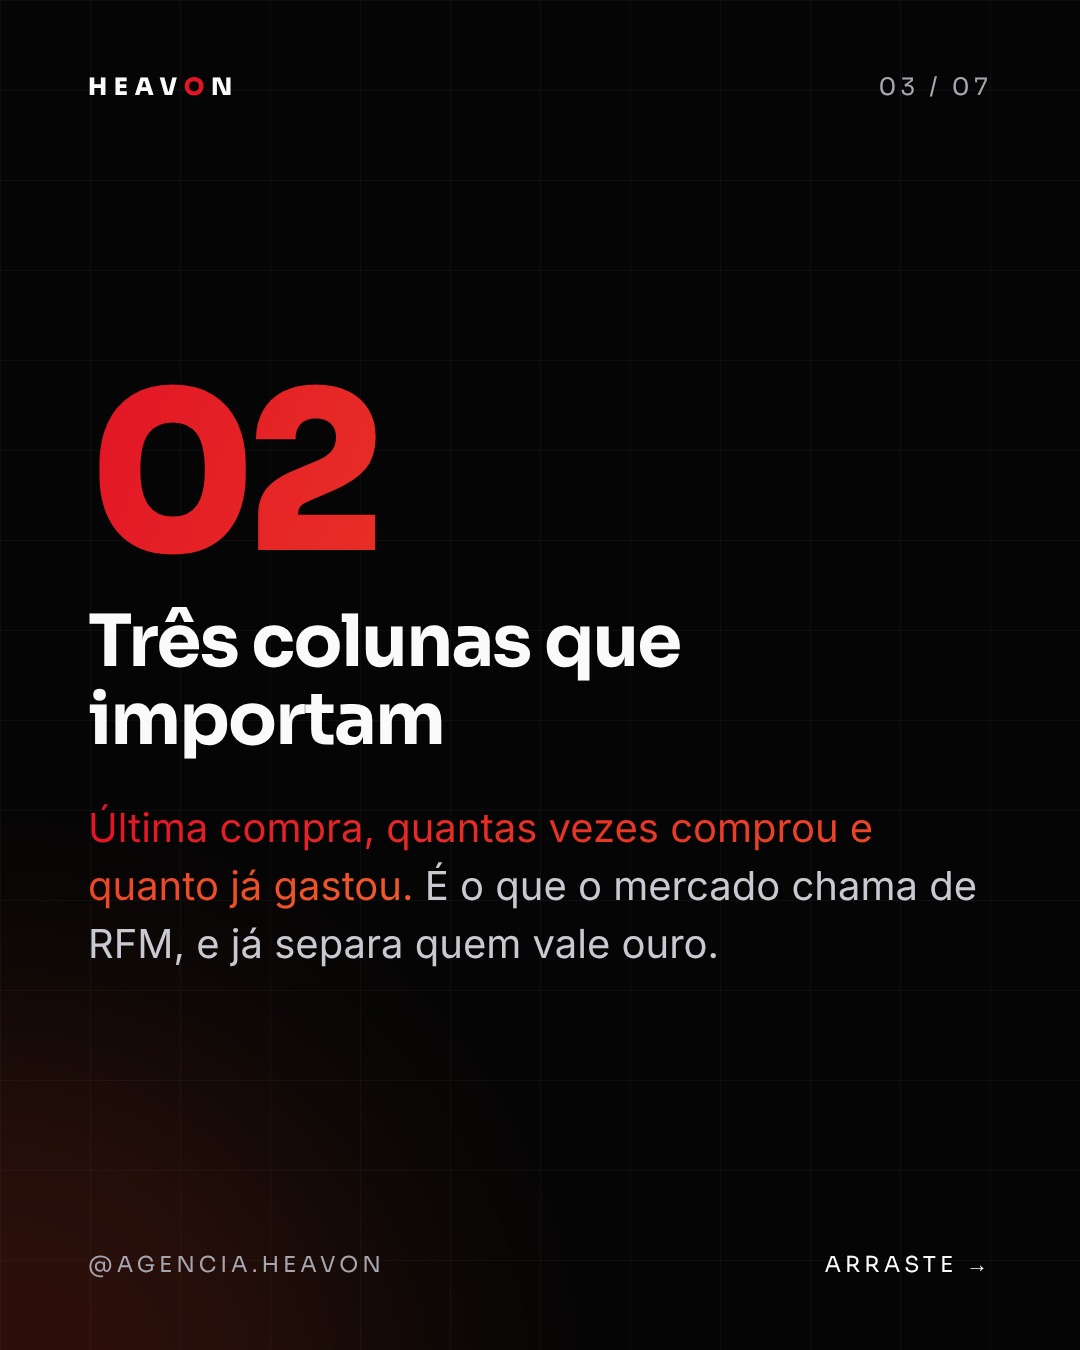 HEAVON
03 / 07
02
Três colunas que
importam
Última compra, quantas vezes comprou e
quanto já gastou. É o que o mercado chama de
RFM, e já separa quem vale ouro.
@AGENCIA.HEAVON
ARRASTE →